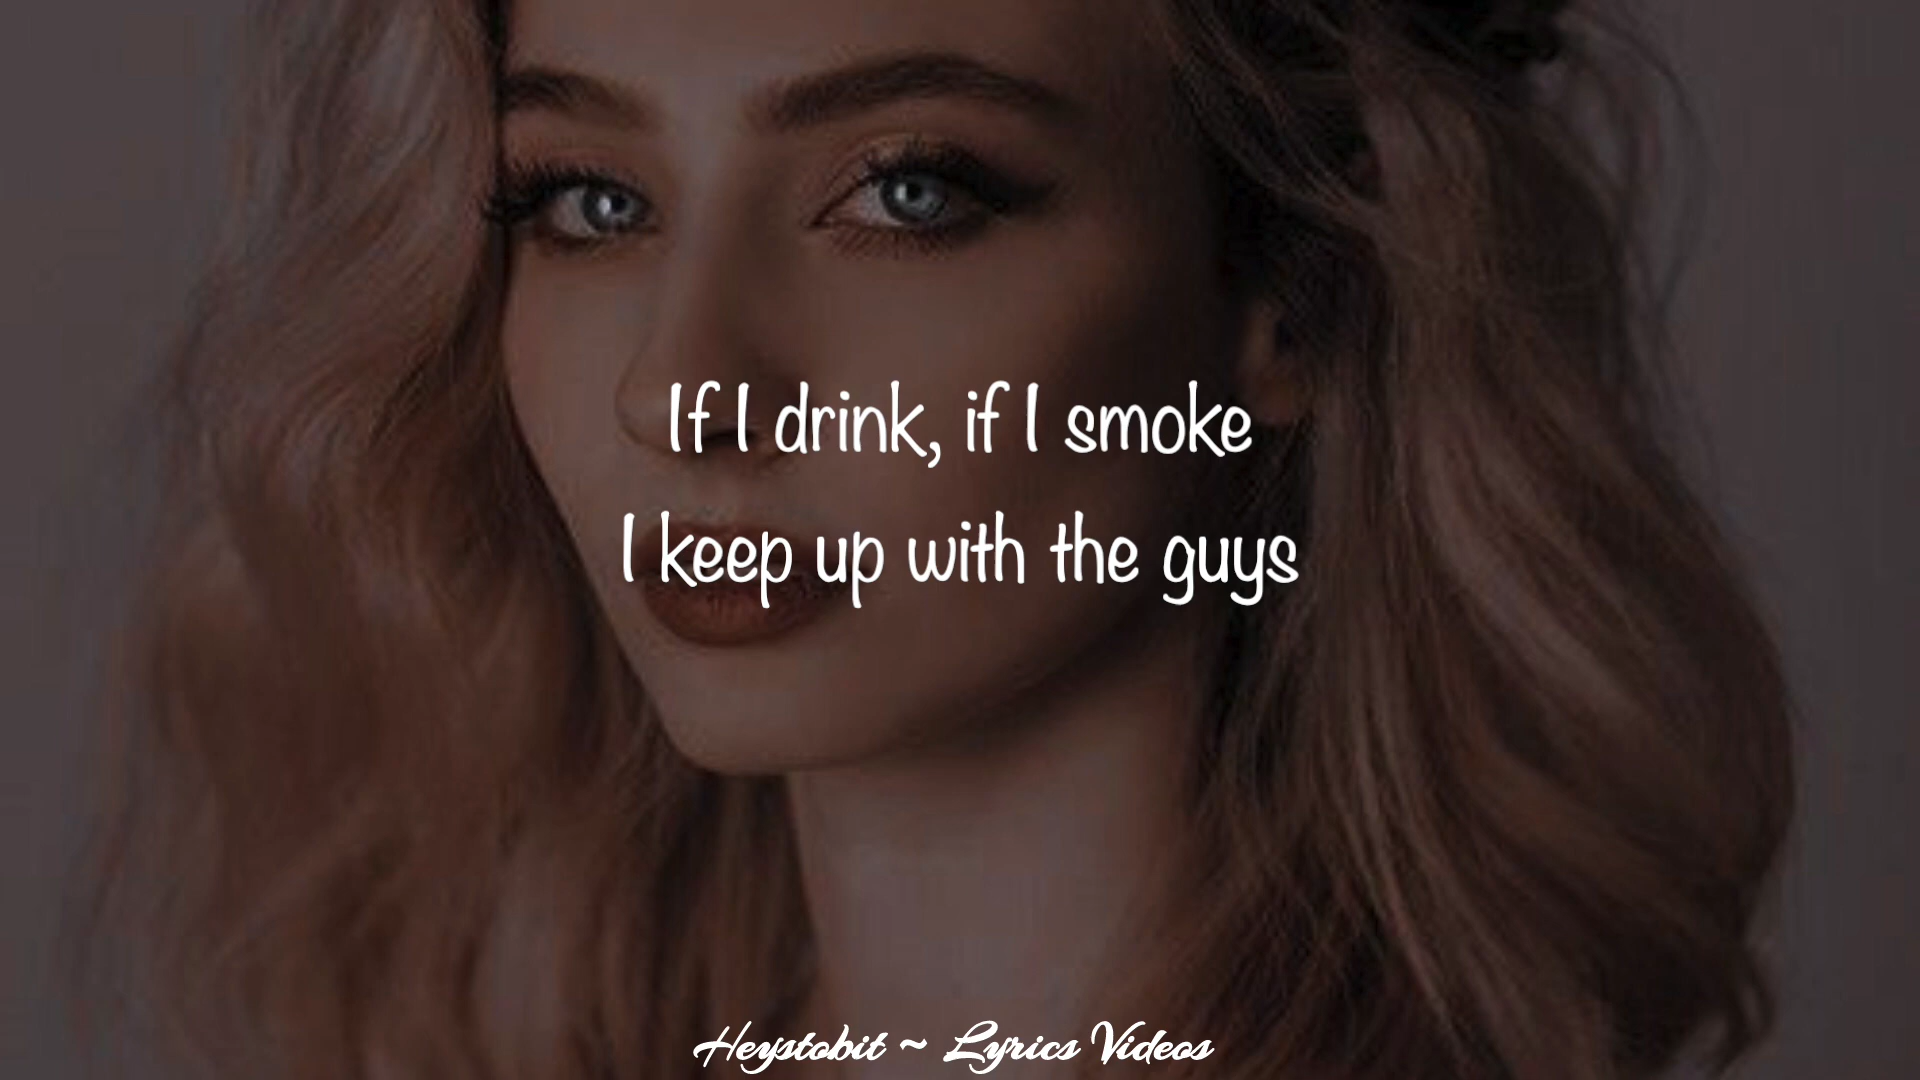 If I drink, if I smoke
I keep up with the guys
Heystobit ~ Lyrics Videos